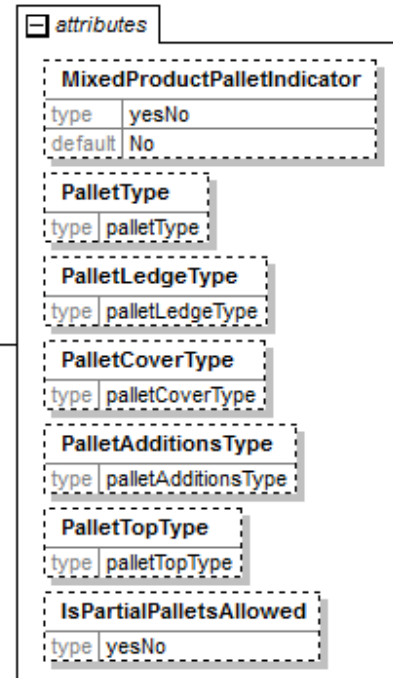 attributes
MixedProductPalletIndicator
type yesNo
default No
PalletType
type palletType
PalletLedgeType
type palletLedgeType
PalletCoverType
type palletCoverType
PalletAdditionsType
type palletAdditionsType
PalletTopType
type palletTopType
IsPartialPalletsAllowed
type yesNo